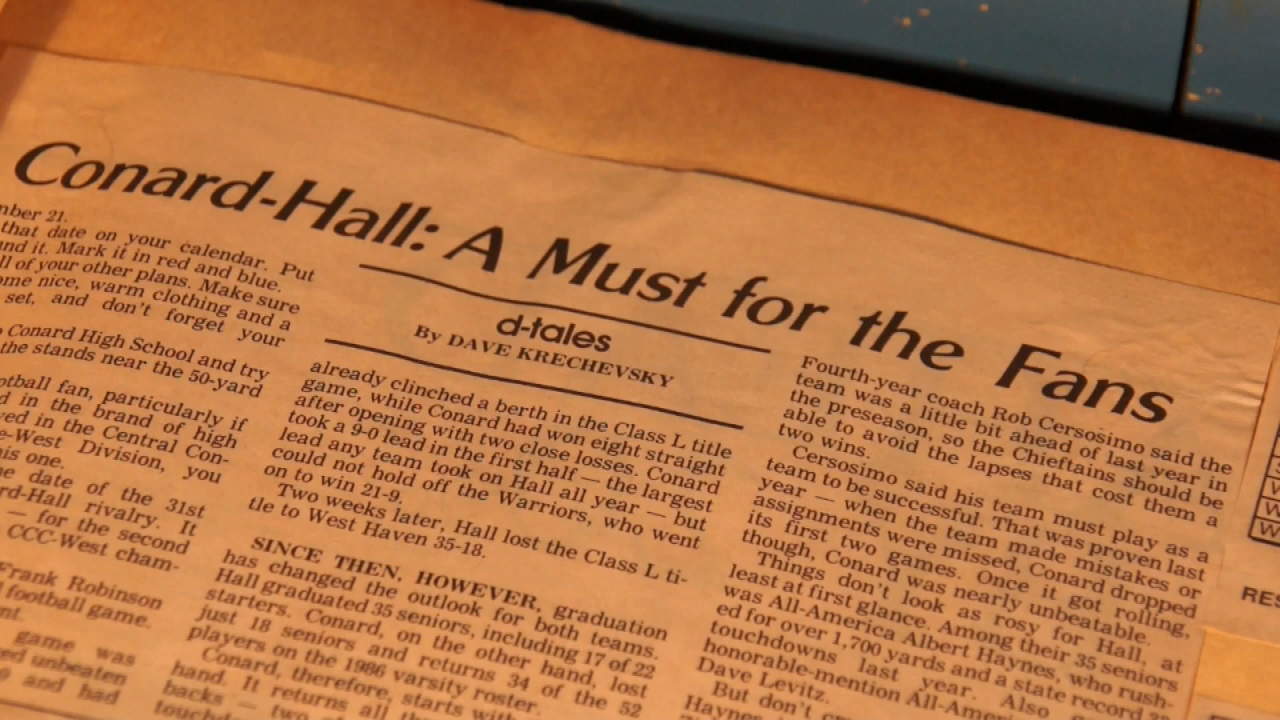 Conard-Hall: A Must for the Fans
d-tales
By DAVE KRECHEVSKY
21.
that date on your calendar. Put
it. Mark it in red and blue.
of your other plans. Make sure
nice, warm clothing and a
set, and don't forget your
Conard High School and try
the stands near the 50-yard
fan, particularly if
in the brand of high
in the Central Con-
Division, you
one.
date of the 31st
rivalry. It
— for the second
CCC-West cham-
Frank Robinson
football game.
game was
unbeaten
and had
already clinched a berth in the Class L title
game, while Conard had won eight straight
after opening with two close losses. Conard
took a 9-0 lead in the first half — the largest
lead any team took on Hall all year — but
could not hold off the Warriors, who went
on to win 21-9.
Two weeks later, Hall lost the Class L ti-
tle to West Haven 35-18.
SINCE THEN, HOWEVER, graduation
has changed the outlook for both teams.
Hall graduated 35 seniors, including 17 of 22
starters. Conard, on the other hand, lost
just 18 seniors and returns 34 of the 52
players on the 1986 varsity roster.
Conard, therefore, starts with
hand. It returns all
backs — two
Fourth-year coach Rob Cersosimo said the
team was a little bit ahead of last year in
the preseason, so the Chieftains should be
able to avoid the lapses that cost them a
two wins.
Cersosimo said his team must play as a
team to be successful. That was proven last
year — when the team made mistakes or
assignments were missed, Conard dropped
its first two games. Once it got rolling,
though, Conard was nearly unbeatable.
Things don't look as rosy for Hall, at
least at first glance. Among their 35 seniors
was All-America Albert Haynes, who rush-
ed for over 1,700 yards and a state record
touchdowns last year. Also
honorable-mention
Dave Levitz.
But don't